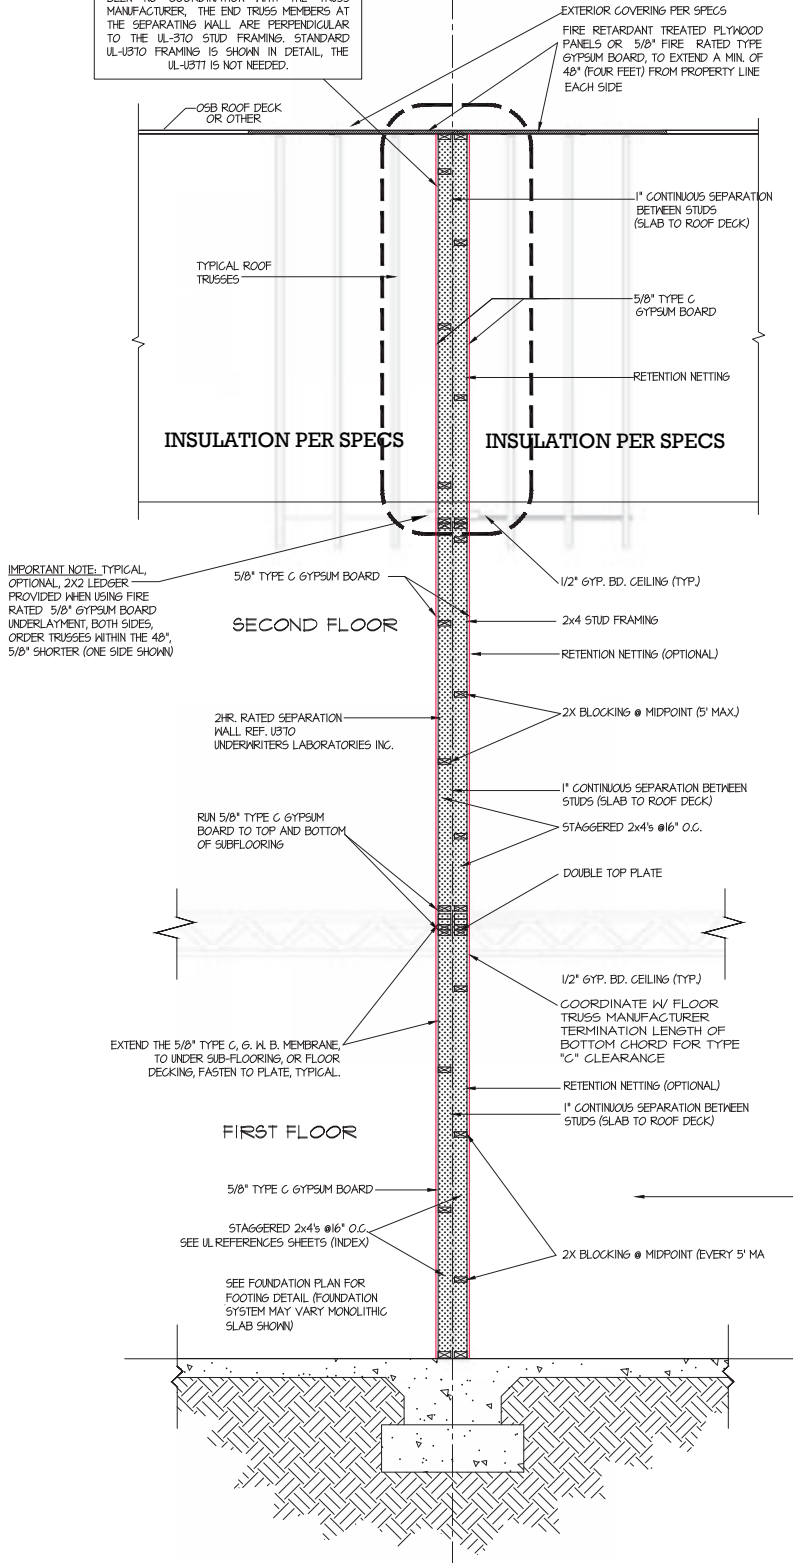 MANUFACTURER, THE END TRUSS MEMBERS AT
THE SEPARATING WALL ARE PERPENDICULAR
TO THE UL-370 STUD FRAMING. STANDARD
UL-U370 FRAMING IS SHOWN IN DETAIL, THE
UL-U377 IS NOT NEEDED.
EXTERIOR COVERING PER SPECS
FIRE RETARDANT TREATED PLYWOOD
PANELS OR 5/8" FIRE RATED TYPE
GYPSUM BOARD, TO EXTEND A MIN. OF
48" (FOUR FEET) FROM PROPERTY LINE
EACH SIDE
OSB ROOF DECK
OR OTHER
1" CONTINUOUS SEPARATION
BETWEEN STUDS
(SLAB TO ROOF DECK)
TYPICAL ROOF
TRUSSES
5/8" TYPE C
GYPSUM BOARD
RETENTION NETTING
INSULATION PER SPECS
INSULATION PER SPECS
IMPORTANT NOTE: TYPICAL,
OPTIONAL, 2X2 LEDGER
PROVIDED WHEN USING FIRE
RATED 5/8" GYPSUM BOARD
UNDERLAYMENT, BOTH SIDES,
ORDER TRUSSES WITHIN THE 48",
5/8" SHORTER (ONE SIDE SHOWN)
5/8" TYPE C GYPSUM BOARD
1/2" GYP. BD. CEILING (TYP.)
SECOND FLOOR
2x4 STUD FRAMING
RETENTION NETTING (OPTIONAL)
2HR. RATED SEPARATION
WALL REF. U370
UNDERWRITERS LABORATORIES INC.
2X BLOCKING @ MIDPOINT (5' MAX.)
1" CONTINUOUS SEPARATION BETWEEN
STUDS (SLAB TO ROOF DECK)
RUN 5/8" TYPE C GYPSUM
BOARD TO TOP AND BOTTOM
OF SUBFLOORING
STAGGERED 2x4's @16" O.C.
DOUBLE TOP PLATE
1/2" GYP. BD. CEILING (TYP.)
COORDINATE W/ FLOOR
TRUSS MANUFACTURER
TERMINATION LENGTH OF
BOTTOM CHORD FOR TYPE
"C" CLEARANCE
EXTEND THE 5/8" TYPE C, G. W. B. MEMBRANE,
TO UNDER SUB-FLOORING, OR FLOOR
DECKING, FASTEN TO PLATE, TYPICAL.
RETENTION NETTING (OPTIONAL)
1" CONTINUOUS SEPARATION BETWEEN
STUDS (SLAB TO ROOF DECK)
FIRST FLOOR
5/8" TYPE C GYPSUM BOARD
STAGGERED 2x4's @16" O.C.
SEE UL REFERENCES SHEETS (INDEX)
2X BLOCKING @ MIDPOINT (EVERY 5' MA
SEE FOUNDATION PLAN FOR
FOOTING DETAIL (FOUNDATION
SYSTEM MAY VARY MONOLITHIC
SLAB SHOWN)